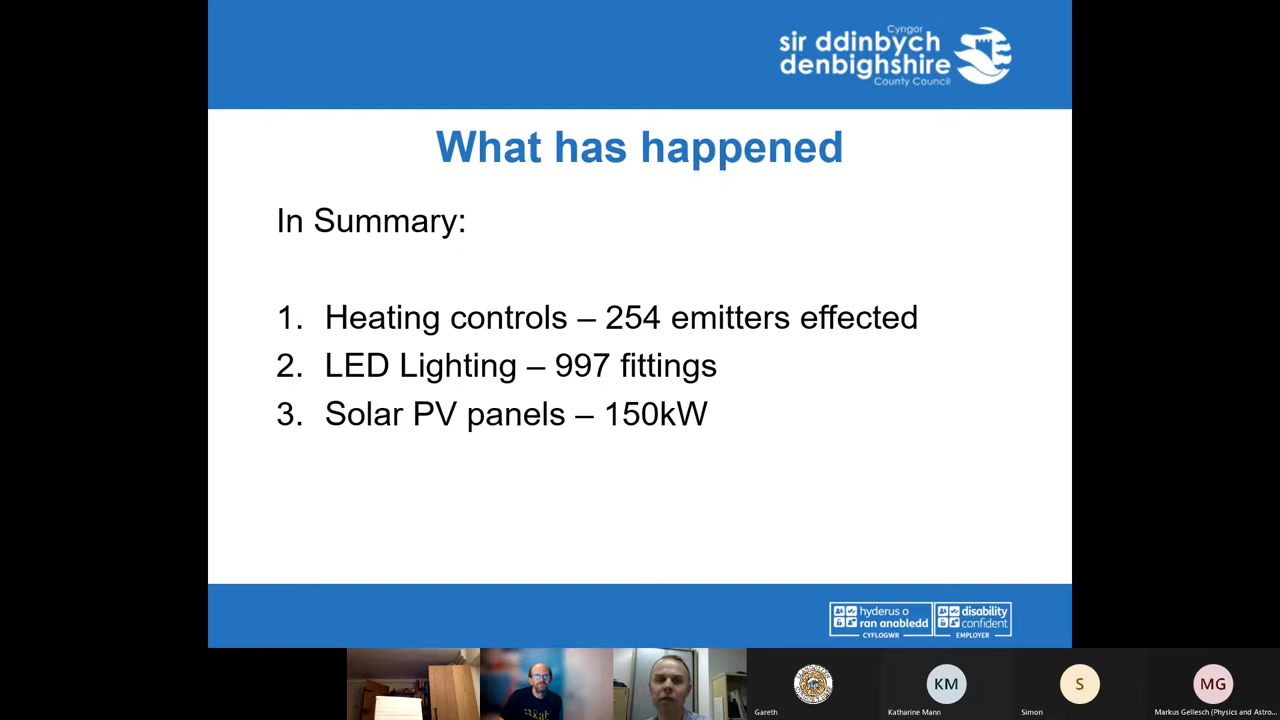 Cyngor
sir ddinbych
denbighshire
County Council
What has happened
In Summary:
1. Heating controls – 254 emitters effected
2. LED Lighting – 997 fittings
3. Solar PV panels – 150kW
hyderus o
ran anabledd
CYFLOGWR
disability
confident
EMPLOYER
KM
S
MG
Gareth
Katharine Mann
Simon
Markus Gellesch (Physics and Astro...